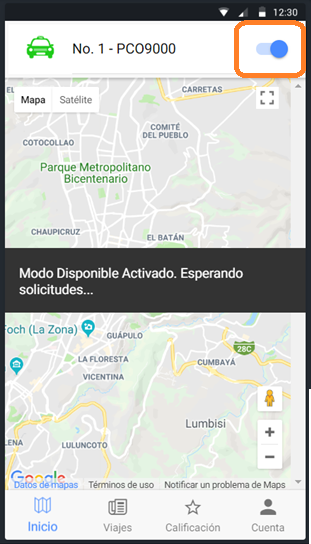 12:30
No. 1 - PCO9000
Mapa
Satélite
CARRETAS
COTOCOLLAO
COMITÉ
DEL PUEBLO
Parque Metropolitano
Bicentenario
CHAUPICRUZ
EL BATÁN
Modo Disponible Activado. Esperando
solicitudes...
Foch (La Zona)
GUÁPULO
28C
LA FLORESTA
CUMBAYÁ
VICENTINA
Lumbisi
LULUNCOTO
Google
Datos de mapas
Términos de uso
Notificar un problema de Maps
Inicio
Viajes
Calificación
Cuenta